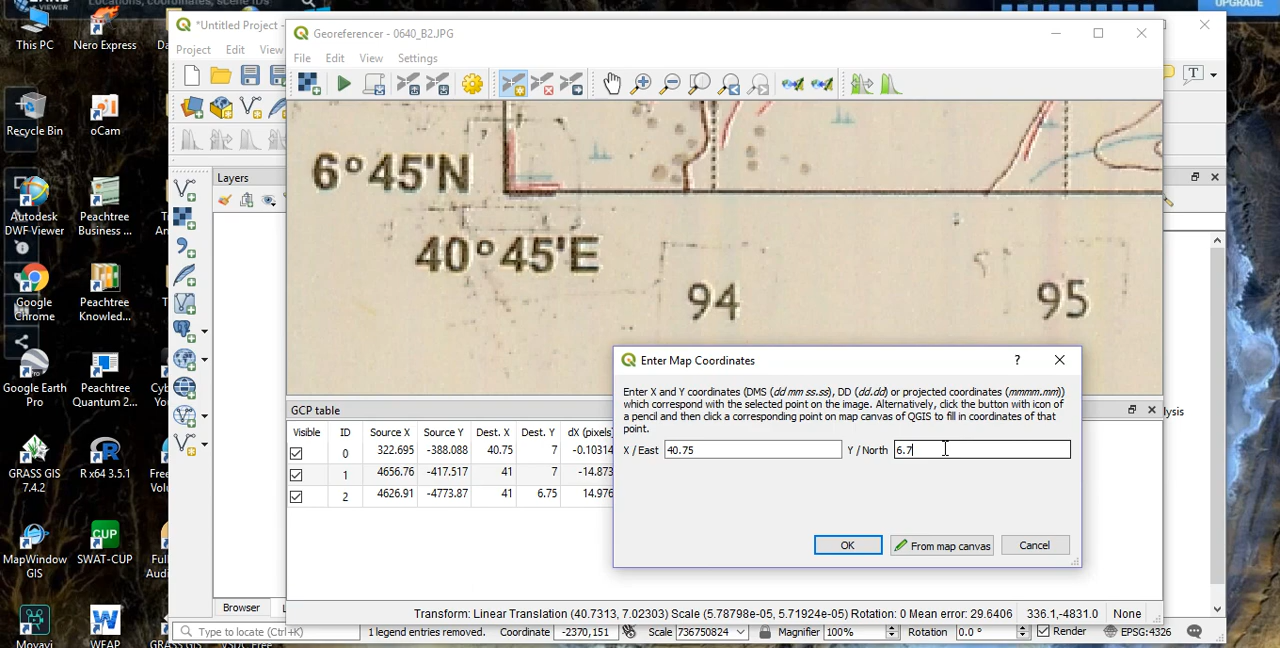 VIEWER
Locations, coordinates, scene IDs
UPGRADE
This PC
Nero Express
Recycle Bin
oCam
Autodesk
DWF Viewer
Peachtree
Business ...
Google
Chrome
Peachtree
Knowled...
Google Earth
Pro
Peachtree
Quantum 2...
GRASS GIS
7.4.2
R x64 3.5.1
MapWindow
GIS
SWAT-CUP
Movavi
WEAP
*Untitled Project -
Project Edit View
Layers
Browser
Georeferencer - 0640_B2.JPG
File Edit View Settings
6°45'N
40°45'E
94
95
GCP table
Visible ID Source X Source Y Dest. X Dest. Y dX (pixels)
0 322.695 -388.088 40.75 7 -0.10314
1 4656.76 -417.517 41 7 -14.873
2 4626.91 -4773.87 41 6.75 14.976
Enter Map Coordinates
?
Enter X and Y coordinates (DMS (dd mm ss.ss), DD (dd.dd) or projected coordinates (mmmm.mm))
which correspond with the selected point on the image. Alternatively, click the button with icon of
a pencil and then click a corresponding point on map canvas of QGIS to fill in coordinates of that
point.
X / East 40.75 Y / North 6.7
OK From map canvas Cancel
Transform: Linear Translation (40.7313, 7.02303) Scale
Rotation: 0 Mean error: 29.6406 336.1,-4831.0 None
Type to locate (Ctrl+K) 1 legend entries removed. Coordinate -2370,151 Scale 736750824 Magnifier 100% Rotation 0.0 ° Render EPSG:4326